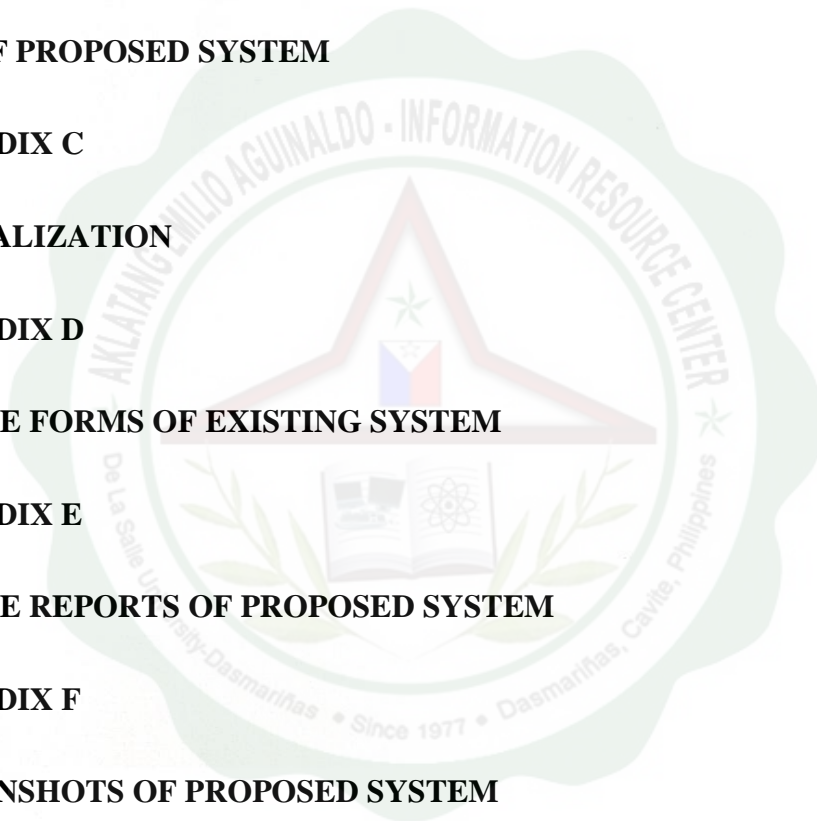 F PROPOSED SYSTEM
DIX C
ALIZATION
DIX D
E FORMS OF EXISTING SYSTEM
DIX E
E REPORTS OF PROPOSED SYSTEM
DIX F
NSHOTS OF PROPOSED SYSTEM
AKLATANG EMILIO AGUINALDO - INFORMATION RESOURCE CENTER
De La Salle University-Dasmariñas • Since 1977 • Dasmariñas, Cavite, Philippines